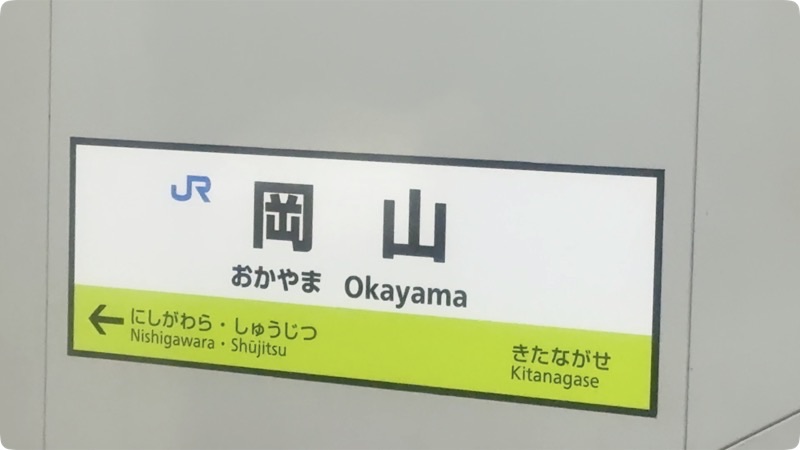 JR 岡山
おかやま Okayama
← にしがわら・しゅうじつ
Nishigawara・Shūjitsu
きたながせ
Kitanagase